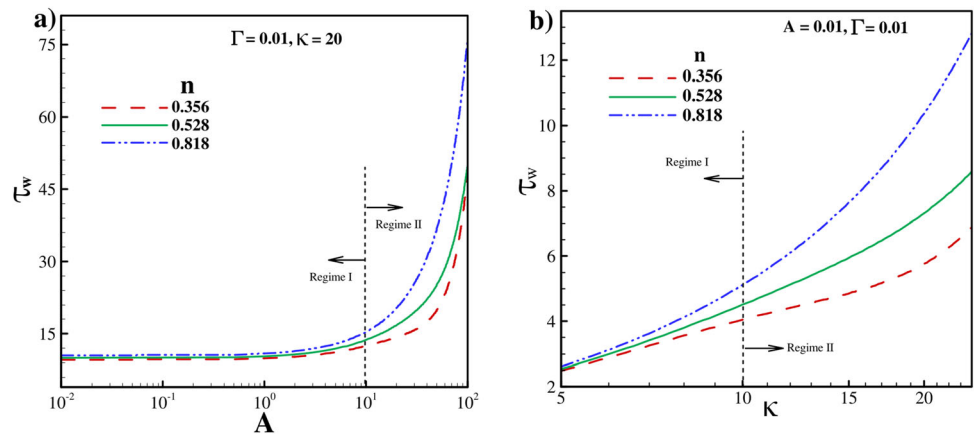 a)
Γ = 0.01, κ = 20
n
0.356
0.528
0.818
Regime II
Regime I
τw
75
60
45
30
15
10⁻² 10⁻¹ 10⁰ 10¹ 10²
A
b)
A = 0.01, Γ = 0.01
n
0.356
0.528
0.818
Regime I
Regime II
τw
12
10
8
6
4
2
5 10 15 20
κ